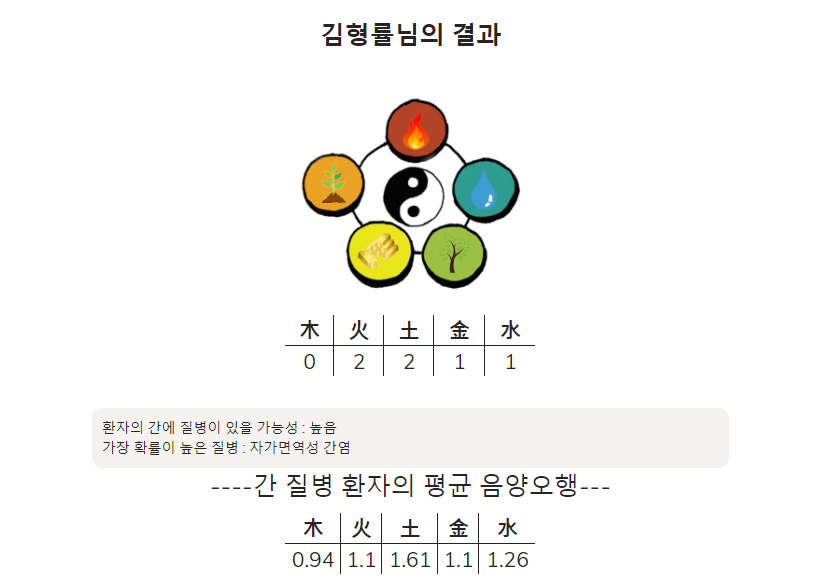 김형률님의 결과
木 火 土 金 水
0 2 2 1 1
환자의 간에 질병이 있을 가능성 : 높음
가장 확률이 높은 질병 : 자가면역성 간염
----간 질병 환자의 평균 음양오행---
木 火 土 金 水
0.94 1.1 1.61 1.1 1.26